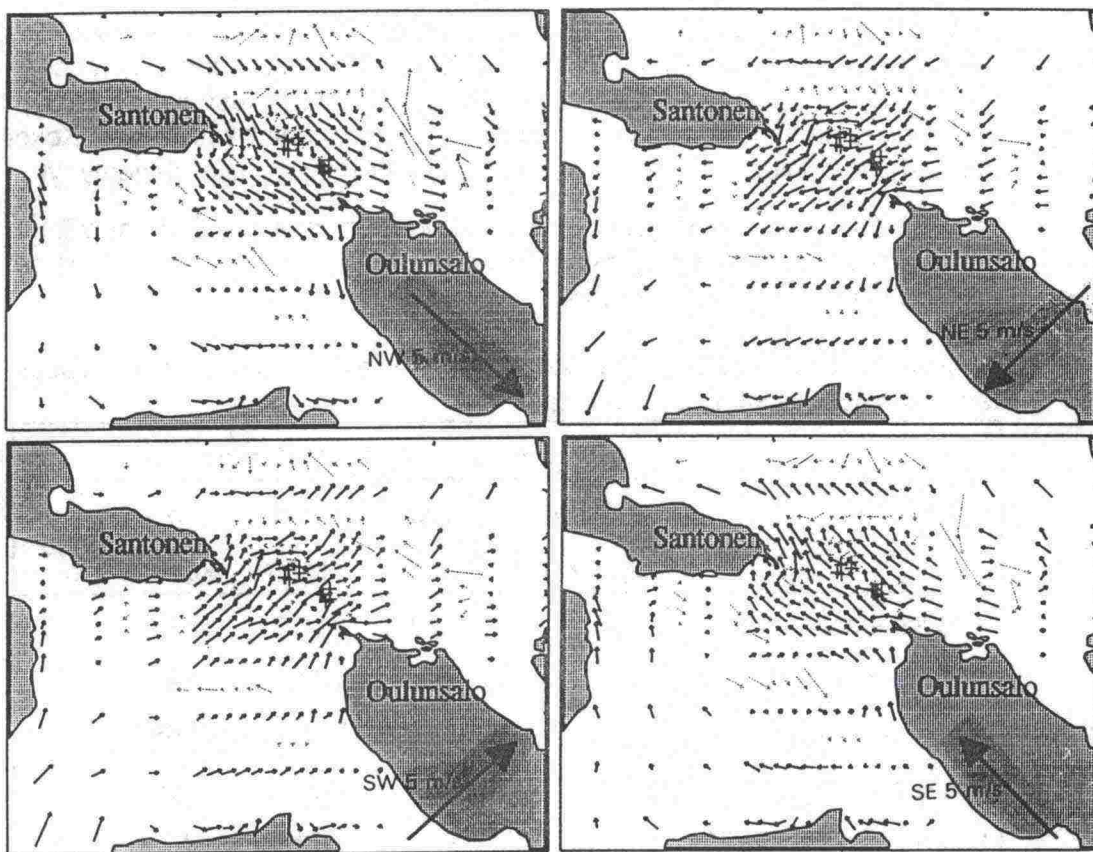 Santonen
Oulunsalo
NW 5 m/s
Santonen
Oulunsalo
NE 5 m/s
Santonen
Oulunsalo
SW 5 m/s
Santonen
Oulunsalo
SE 5 m/s